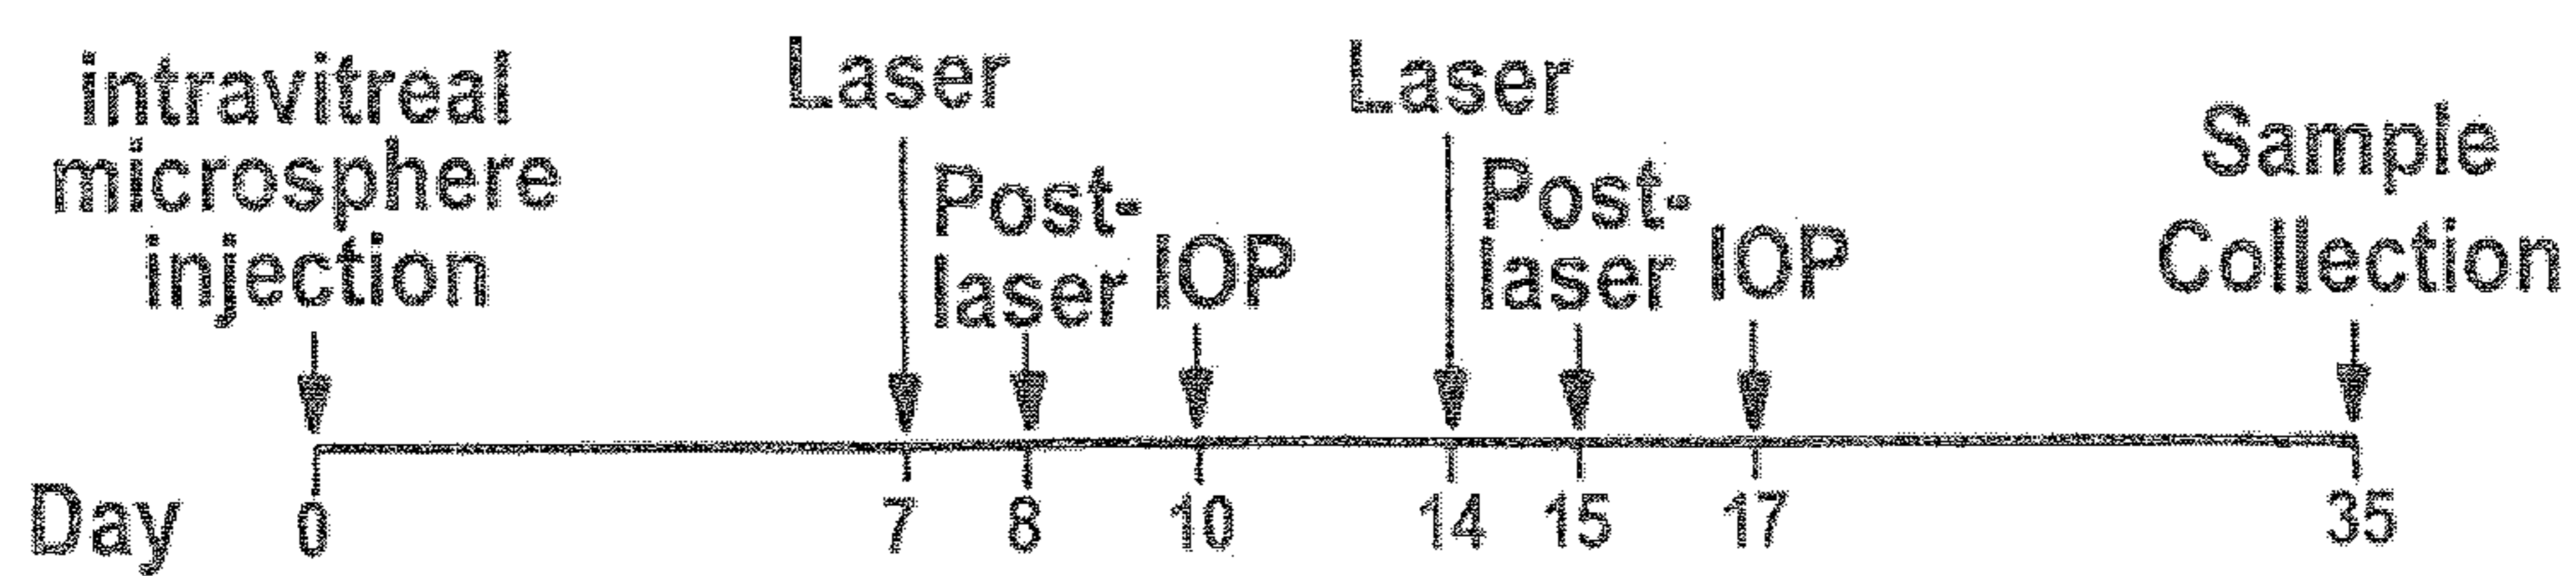 intravitreal
microsphere
injection
Laser
Post-
laser
IOP
Laser
Post-
laser
IOP
Sample
Collection
Day 0 7 8 10 14 15 17 35